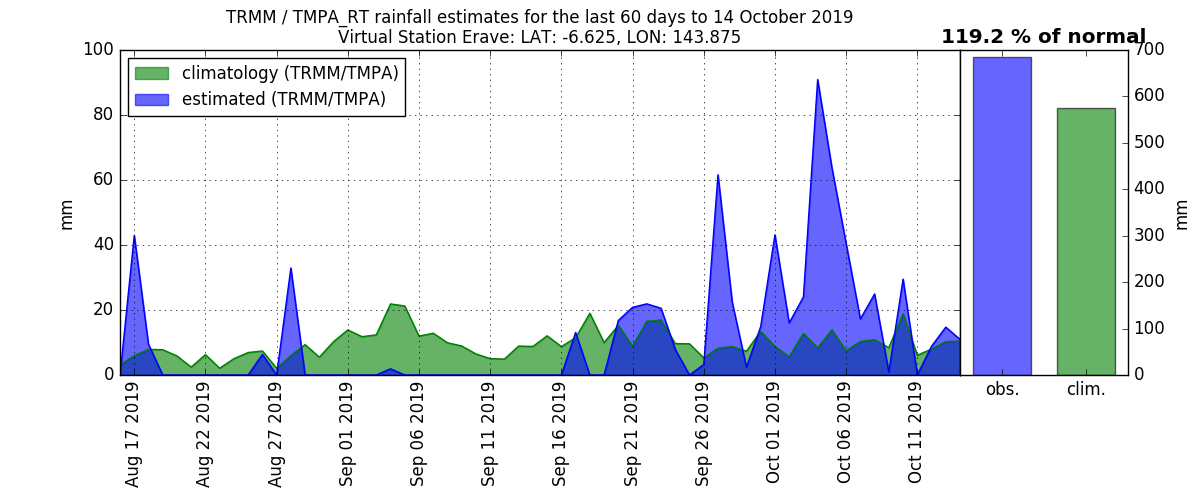 TRMM / TMPA_RT rainfall estimates for the last 60 days to 14 October 2019
Virtual Station Erave: LAT: -6.625, LON: 143.875
119.2 % of normal
climatology (TRMM/TMPA)
estimated (TRMM/TMPA)
100
80
60
40
20
0
mm
Aug 17 2019
Aug 22 2019
Aug 27 2019
Sep 01 2019
Sep 06 2019
Sep 11 2019
Sep 16 2019
Sep 21 2019
Sep 26 2019
Oct 01 2019
Oct 06 2019
Oct 11 2019
obs.
clim.
700
600
500
400
300
200
100
0
mm